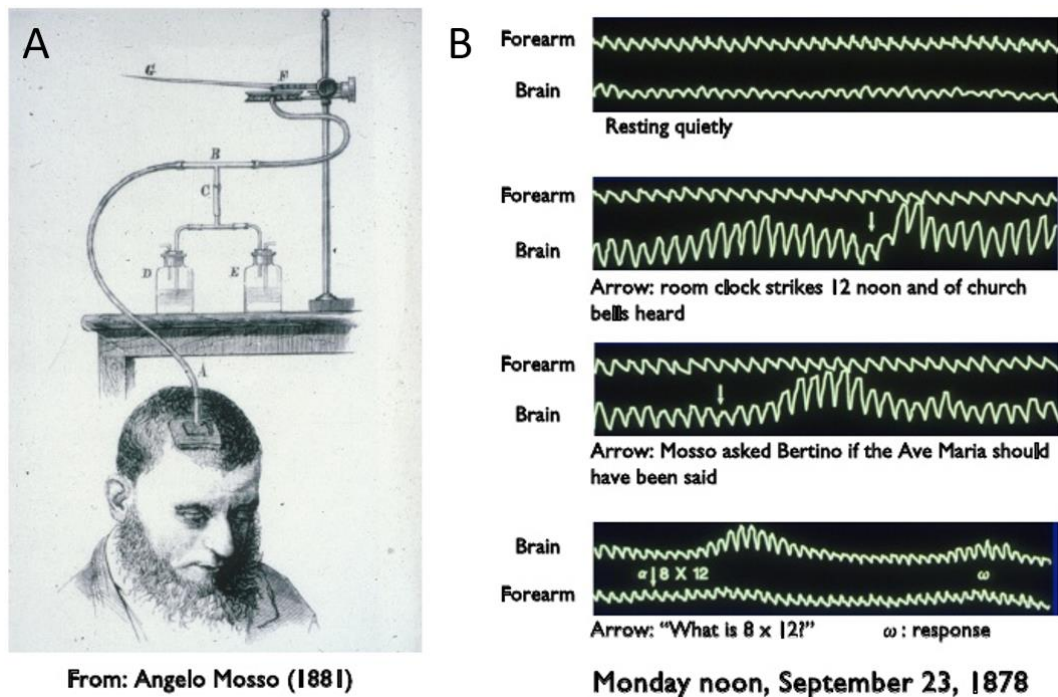 A
G
F
B
C
D
E
A
From: Angelo Mosso (1881)
B
Forearm
Brain
Resting quietly
Forearm
Brain
Arrow: room clock strikes 12 noon and of church
bells heard
Forearm
Brain
Arrow: Mosso asked Bertino if the Ave Maria should
have been said
Brain
α 8 X 12
ω
Forearm
Arrow: “What is 8 x 12?” ω : response
Monday noon, September 23, 1878